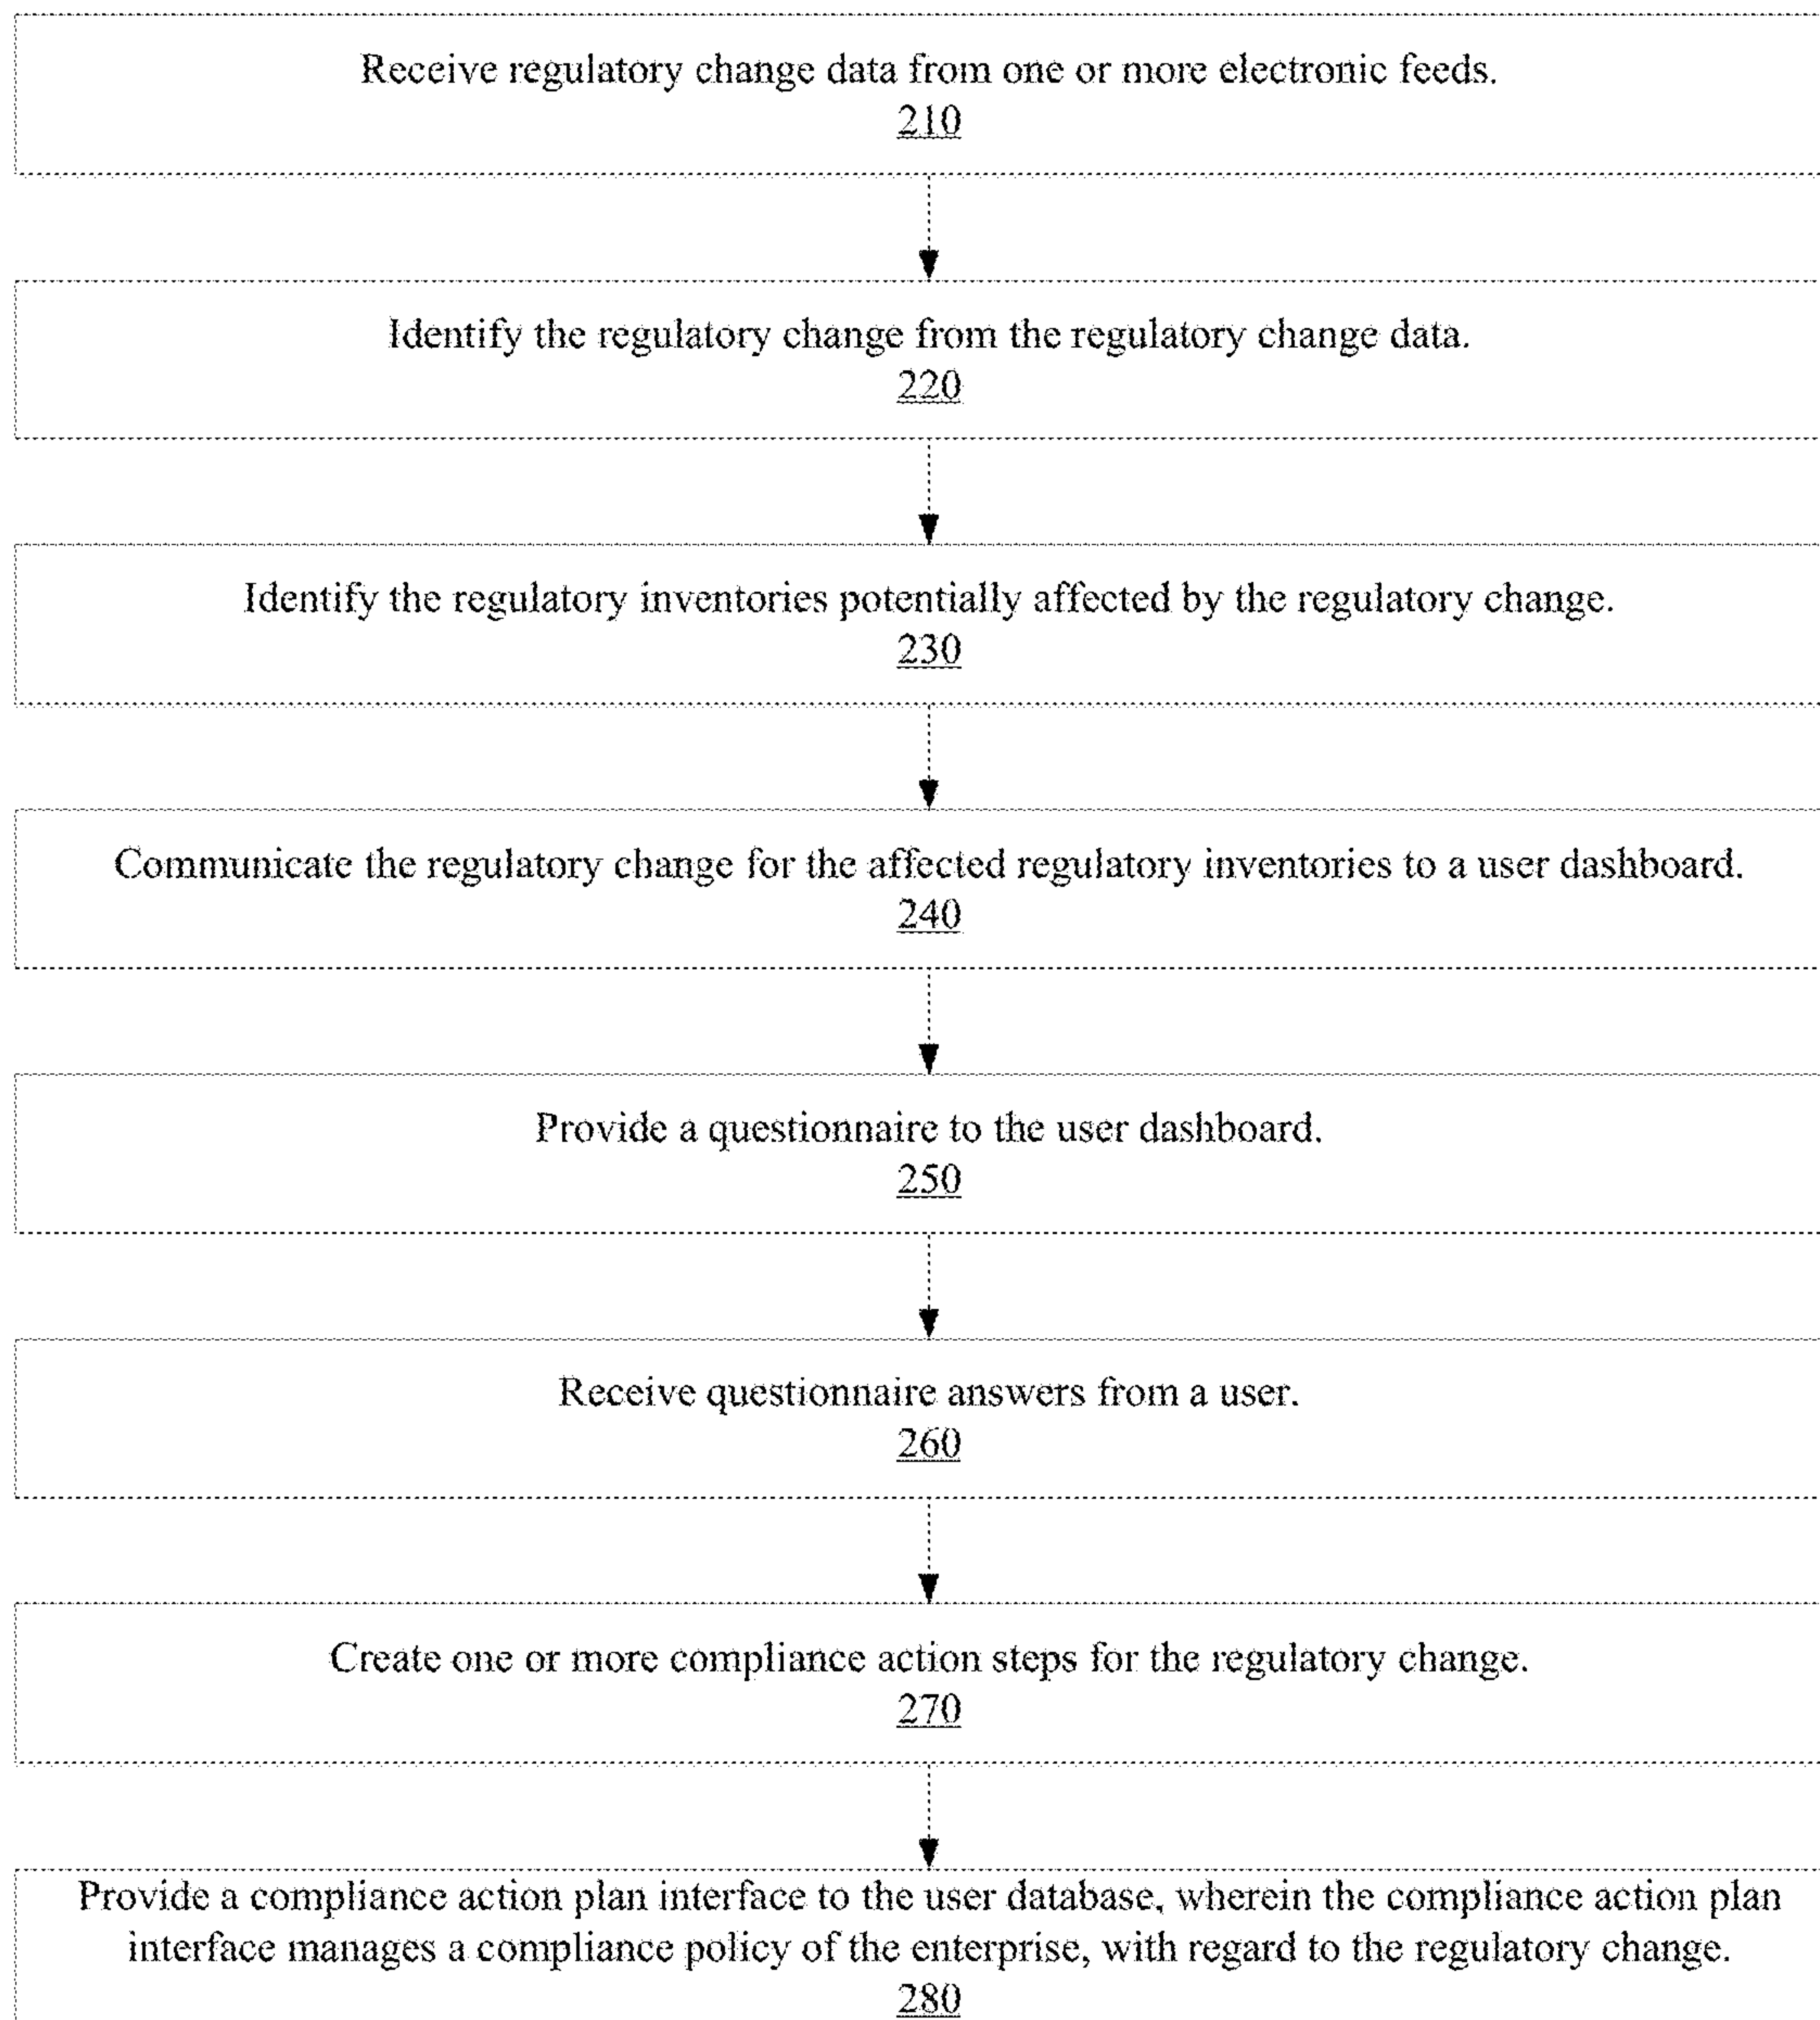 Receive regulatory change data from one or more electronic feeds.
210
Identify the regulatory change from the regulatory change data.
220
Identify the regulatory inventories potentially affected by the regulatory change.
230
Communicate the regulatory change for the affected regulatory inventories to a user dashboard.
240
Provide a questionnaire to the user dashboard.
250
Receive questionnaire answers from a user.
260
Create one or more compliance action steps for the regulatory change.
270
Provide a compliance action plan interface to the user database, wherein the compliance action plan
interface manages a compliance policy of the enterprise, with regard to the regulatory change.
280